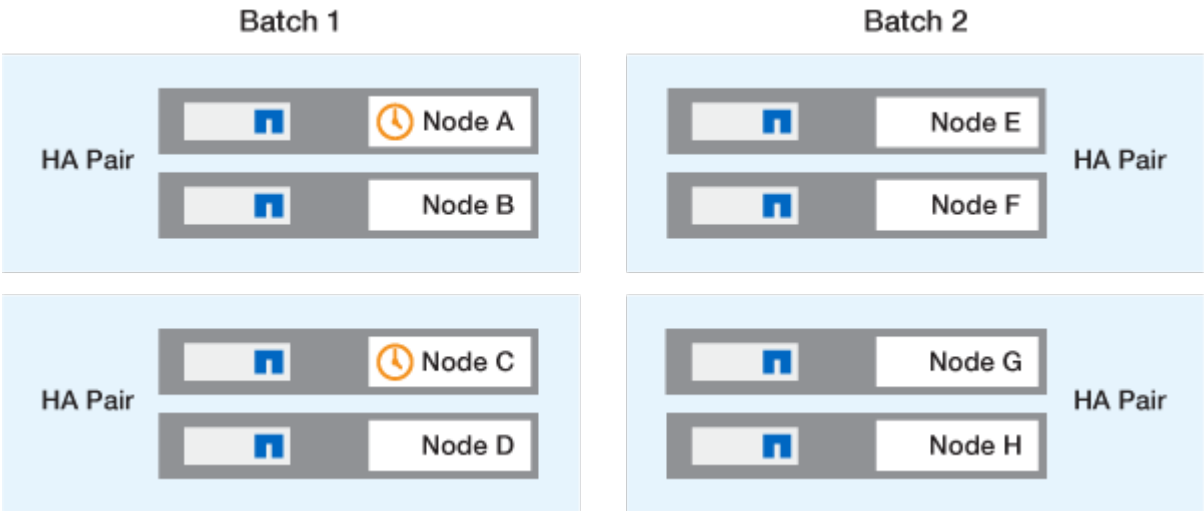 Batch 1
HA Pair
Node A
Node B
HA Pair
Node C
Node D
Batch 2
Node E
Node F
HA Pair
Node G
Node H
HA Pair